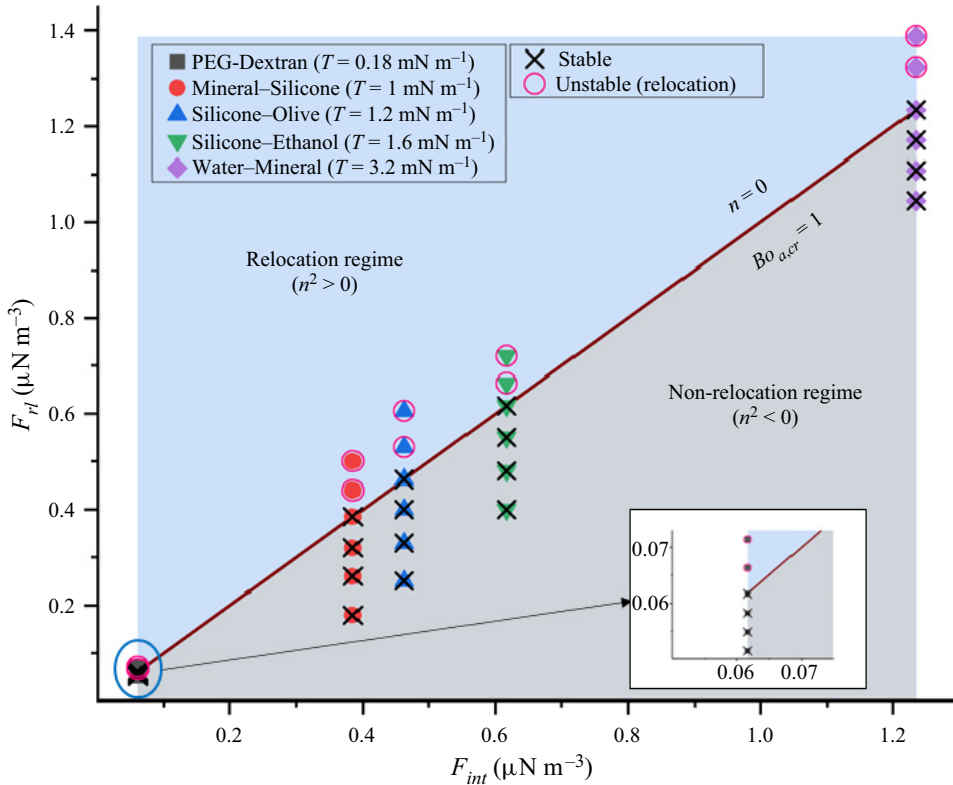 1.4
1.2
1.0
0.8
0.6
0.4
0.2
F_rl (μN m⁻³)
PEG-Dextran (T = 0.18 mN m⁻¹)
Mineral–Silicone (T = 1 mN m⁻¹)
Silicone–Olive (T = 1.2 mN m⁻¹)
Silicone–Ethanol (T = 1.6 mN m⁻¹)
Water–Mineral (T = 3.2 mN m⁻¹)
Stable
Unstable (relocation)
n = 0
Bo_a,cr = 1
Relocation regime
(n² > 0)
Non-relocation regime
(n² < 0)
0.07
0.06
0.06 0.07
0.2 0.4 0.6 0.8 1.0 1.2
F_int (μN m⁻³)